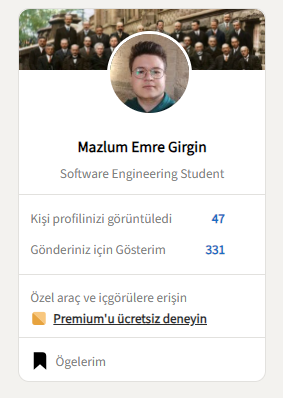 Mazlum Emre Girgin
Software Engineering Student
Kişi profilinizi görüntüledi 47
Gönderiniz için Gösterim 331
Özel araç ve içgörülere erişin
Premium'u ücretsiz deneyin
Ögelerim